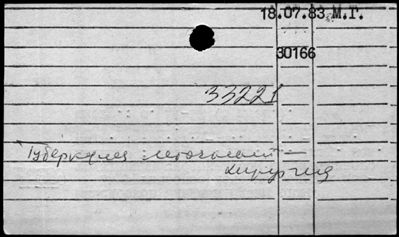 18.07.83 М.Г.
30166
33221
Туберкулез легочный –
хирургия